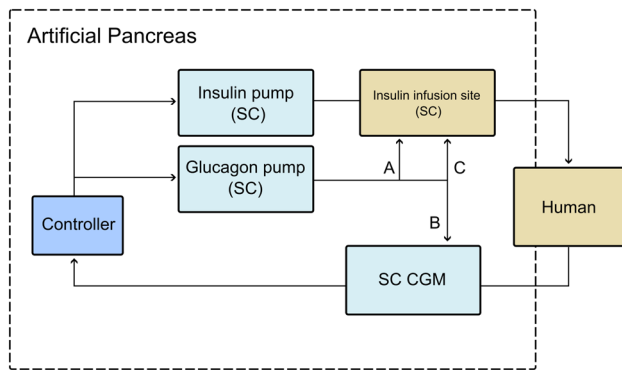 Artificial Pancreas
Insulin pump
(SC)
Insulin infusion site
(SC)
Glucagon pump
(SC)
A
C
Controller
Human
B
SC CGM